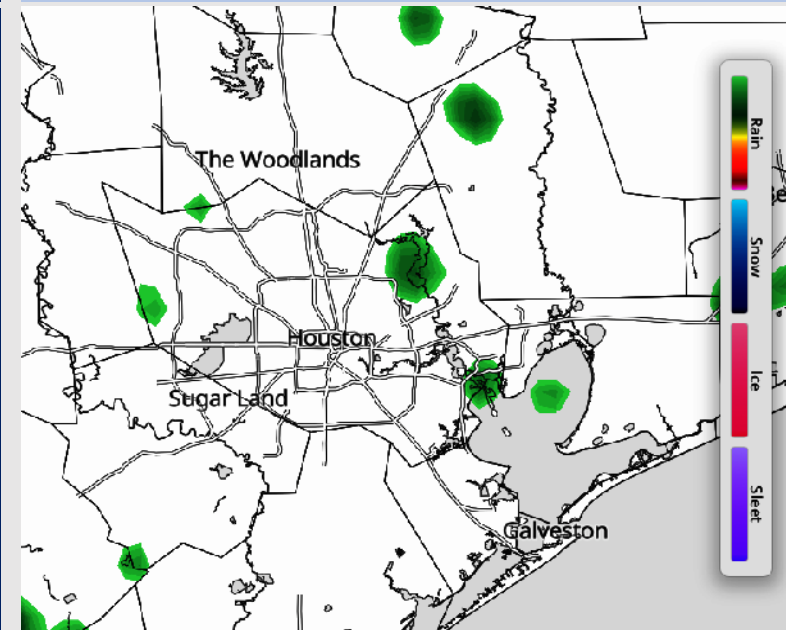 The Woodlands
Houston
Sugar Land
Galveston
Rain
Snow
Ice
Sleet